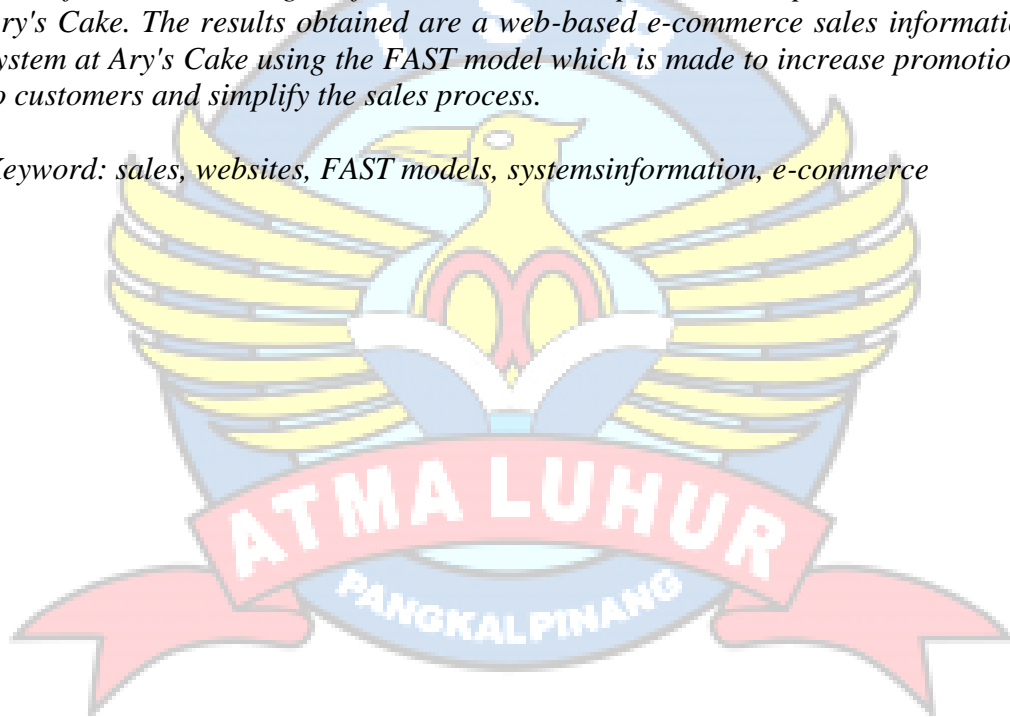 ry's Cake. The results obtained are a web-based e-commerce sales informatio
ystem at Ary's Cake using the FAST model which is made to increase promotio
o customers and simplify the sales process.
Keyword: sales, websites, FAST models, systemsinformation, e-commerce
I S B
ATMA LUHUR
PANGKALPINANG